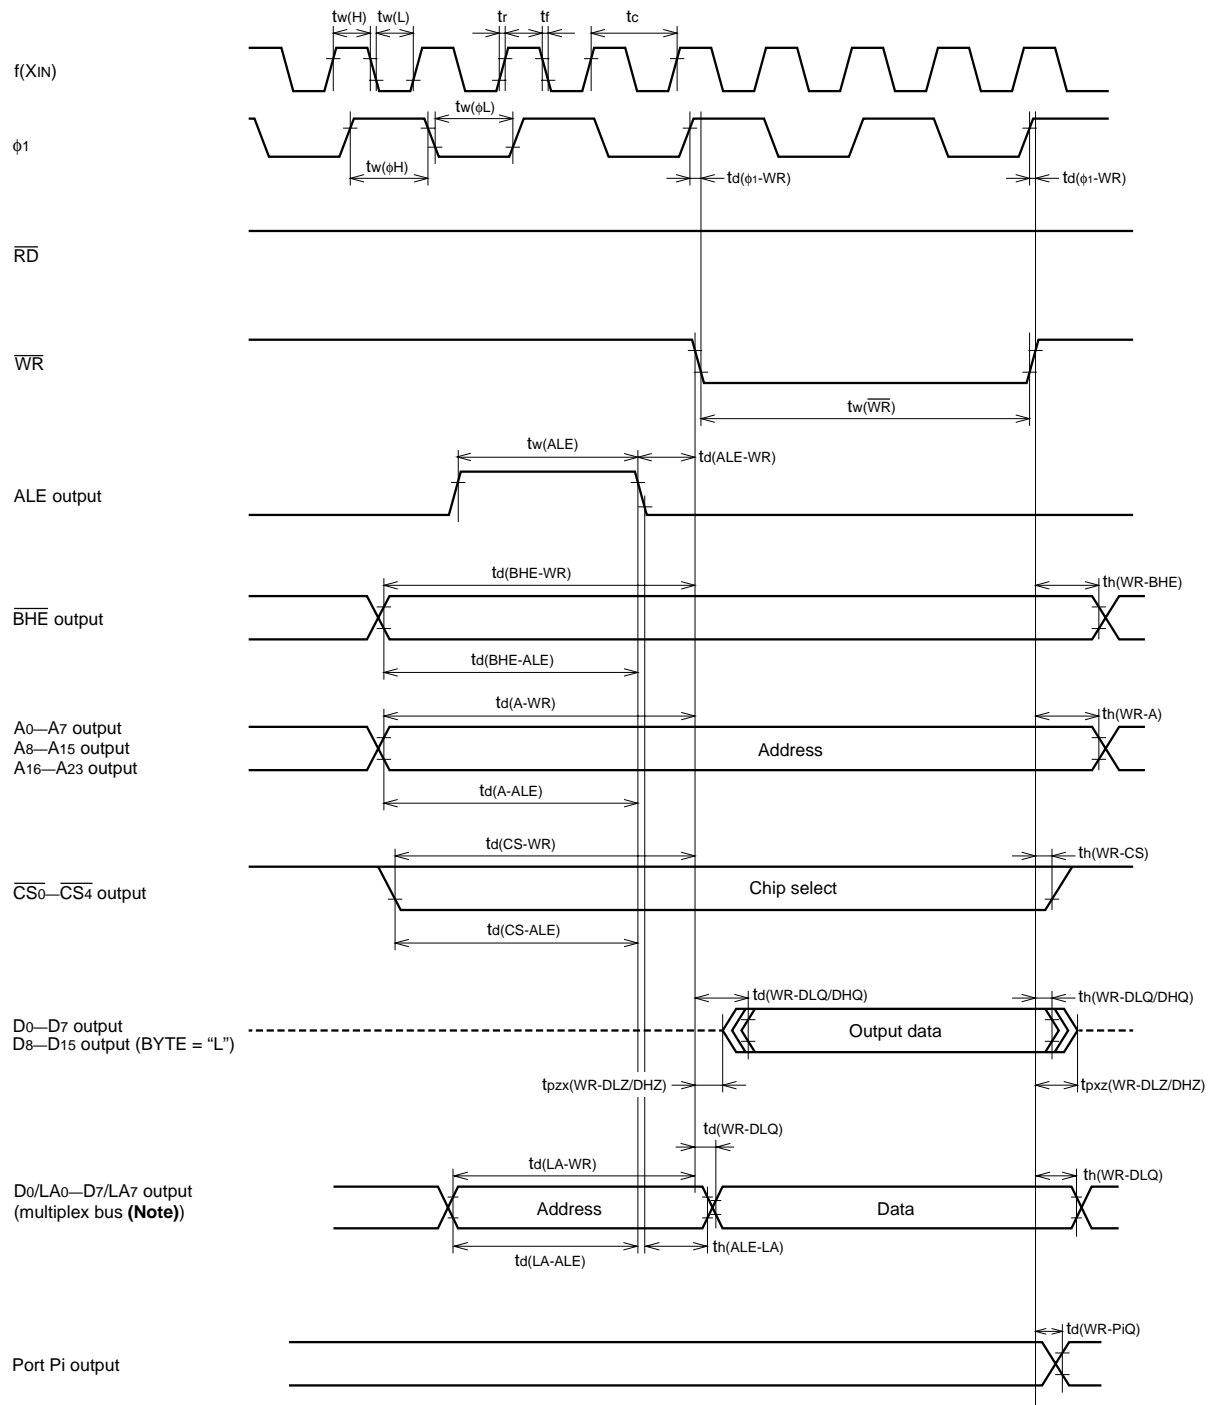 tw(H) tw(L) tr tf tc
f(XIN)
tw(ϕL)
ϕ1
tw(ϕH)
td(ϕ1-WR) td(ϕ1-WR)
RD
WR
tw(WR)
tw(ALE)
td(ALE-WR)
ALE output
td(BHE-WR)
th(WR-BHE)
BHE output
td(BHE-ALE)
td(A-WR)
th(WR-A)
A0—A7 output
A8—A15 output
A16—A23 output
Address
td(A-ALE)
td(CS-WR)
th(WR-CS)
CS0—CS4 output
Chip select
td(CS-ALE)
td(WR-DLQ/DHQ) th(WR-DLQ/DHQ)
D0—D7 output
D8—D15 output (BYTE = “L”)
Output data
tpzx(WR-DLZ/DHZ) tpxz(WR-DLZ/DHZ)
td(WR-DLQ)
td(LA-WR)
th(WR-DLQ)
D0/LA0—D7/LA7 output
(multiplex bus (Note))
Address Data
td(LA-ALE) th(ALE-LA)
td(WR-PiQ)
Port Pi output